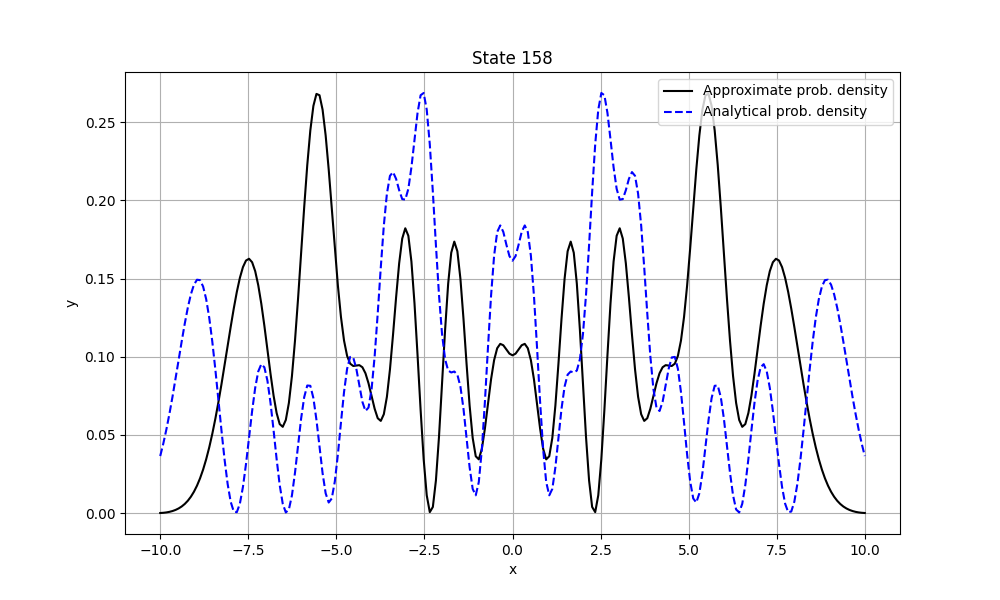 State 158
Approximate prob. density
Analytical prob. density
y
0.25
0.20
0.15
0.10
0.05
0.00
−10.0 −7.5 −5.0 −2.5 0.0 2.5 5.0 7.5 10.0
x